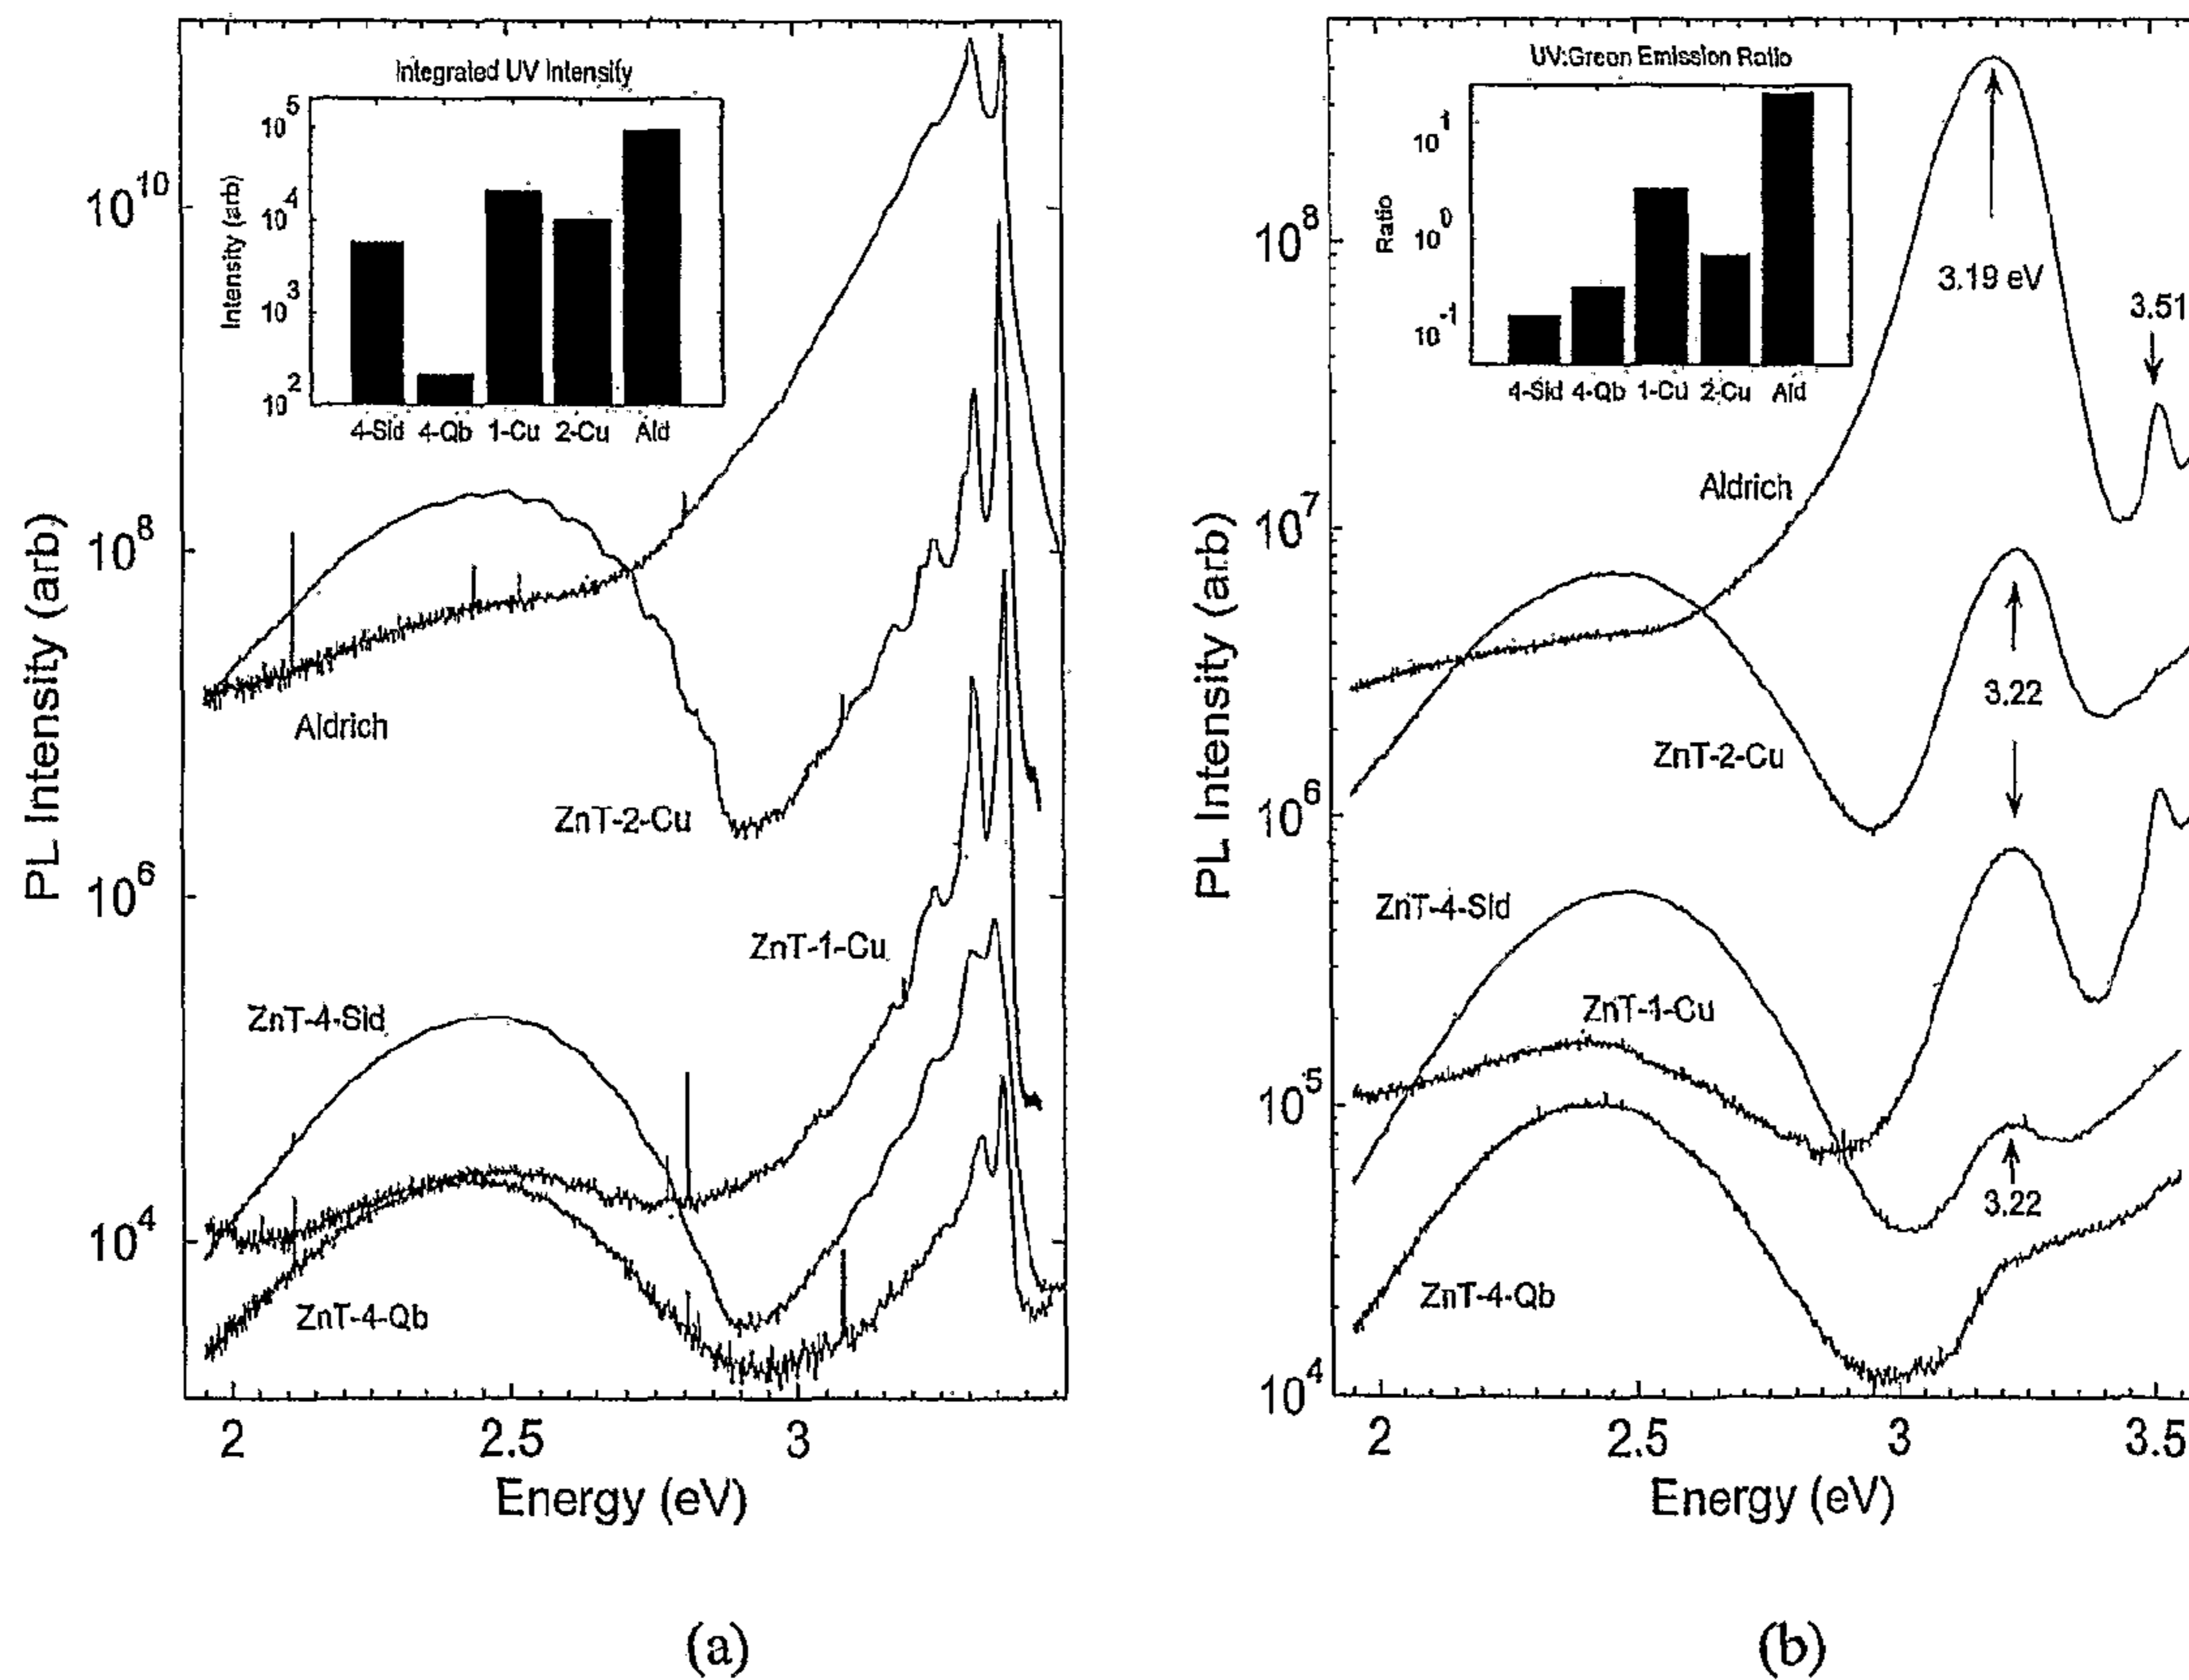 Integrated UV Intensity
Intensity (arb)
10^5
10^4
10^3
10^2
4-Sid 4-Qb 1-Cu 2-Cu Ald
PL Intensity (arb)
10^10
10^8
10^6
10^4
Aldrich
ZnT-2-Cu
ZnT-1-Cu
ZnT-4-Sid
ZnT-4-Qb
2 2.5 3
Energy (eV)
(a)
UV:Green Emission Ratio
Ratio
10^1
10^0
10^-1
4-Sid 4-Qb 1-Cu 2-Cu Ald
PL Intensity (arb)
10^8
10^7
10^6
10^5
10^4
3.19 eV
3.51
Aldrich
3.22
ZnT-2-Cu
ZnT-4-Sid
ZnT-1-Cu
3.22
ZnT-4-Qb
2 2.5 3 3.5
Energy (eV)
(b)